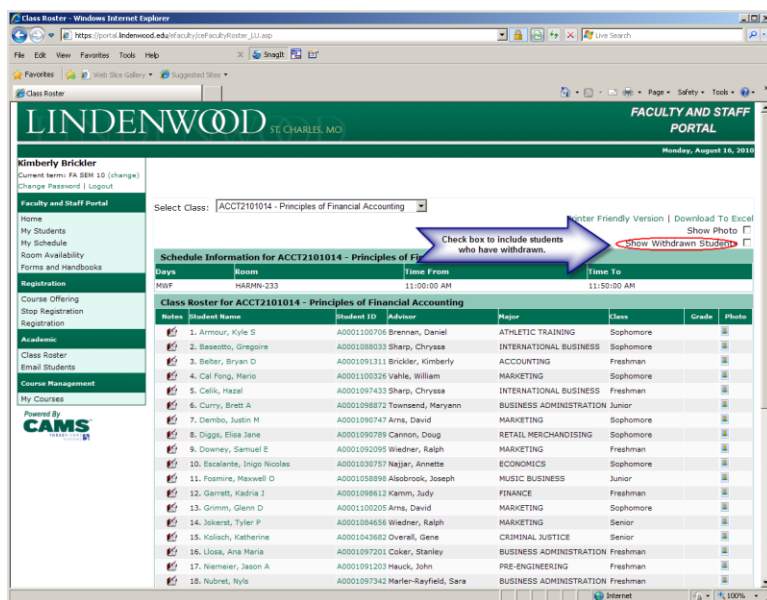 Class Roster - Windows Internet Explorer
https://portal.lindenwood.edu/efaculty/ceFacultyRoster_LU.asp
Live Search
File Edit View Favorites Tools Help
SnagIt
Favorites Web Slice Gallery Suggested Sites
Class Roster
Page Safety Tools
LINDENWOOD ST. CHARLES, MO
FACULTY AND STAFF
PORTAL
Monday, August 16, 2010
Kimberly Brickler
Current term: FA SEM 10 (change)
Change Password | Logout
Faculty and Staff Portal
Home
My Students
My Schedule
Room Availability
Forms and Handbooks
Registration
Course Offering
Stop Registration
Registration
Academic
Class Roster
Email Students
Course Management
My Courses
Powered By
CAMS
Select Class: ACCT2101014 - Principles of Financial Accounting
Printer Friendly Version | Download To Excel
Show Photo
Show Withdrawn Students
Check box to include students
who have withdrawn.
Schedule Information for ACCT2101014 - Principles of Fi
Days Room Time From Time To
MWF HARMN-233 11:00:00 AM 11:50:00 AM
Class Roster for ACCT2101014 - Principles of Financial Accounting
Notes Student Name Student ID Advisor Major Class Grade Photo
1. Armour, Kyle S A0001100706 Brennan, Daniel ATHLETIC TRAINING Sophomore
2. Baseotto, Gregoire A0001088033 Sharp, Chryssa INTERNATIONAL BUSINESS Sophomore
3. Belter, Bryan D A0001091311 Brickler, Kimberly ACCOUNTING Freshman
4. Cal Fong, Mario A0001100326 Vahle, William MARKETING Sophomore
5. Celik, Hazal A0001097433 Sharp, Chryssa INTERNATIONAL BUSINESS Freshman
6. Curry, Brett A A0001098872 Townsend, Maryann BUSINESS ADMINISTRATION Junior
7. Dembo, Justin M A0001090747 Arns, David MARKETING Sophomore
8. Diggs, Elisa Jane A0001090789 Cannon, Doug RETAIL MERCHANDISING Sophomore
9. Downey, Samuel E A0001092095 Wiedner, Ralph MARKETING Freshman
10. Escalante, Inigo Nicolas A0001030757 Najjar, Annette ECONOMICS Sophomore
11. Fosmire, Maxwell O A0001058898 Alsobrook, Joseph MUSIC BUSINESS Junior
12. Garrett, Kadria J A0001098612 Kamm, Judy FINANCE Freshman
13. Grimm, Glenn D A0001100205 Arns, David MARKETING Sophomore
14. Jokerst, Tyler P A0001084656 Wiedner, Ralph MARKETING Senior
15. Kolisch, Katherine A0001043682 Overall, Gene CRIMINAL JUSTICE Senior
16. Llosa, Ana Maria A0001097201 Coker, Stanley BUSINESS ADMINISTRATION Freshman
17. Niemeier, Jason A A0001091203 Hauck, John PRE-ENGINEERING Freshman
18. Nubret, Nyls A0001097342 Marler-Rayfield, Sara BUSINESS ADMINISTRATION Freshman
Internet 100%